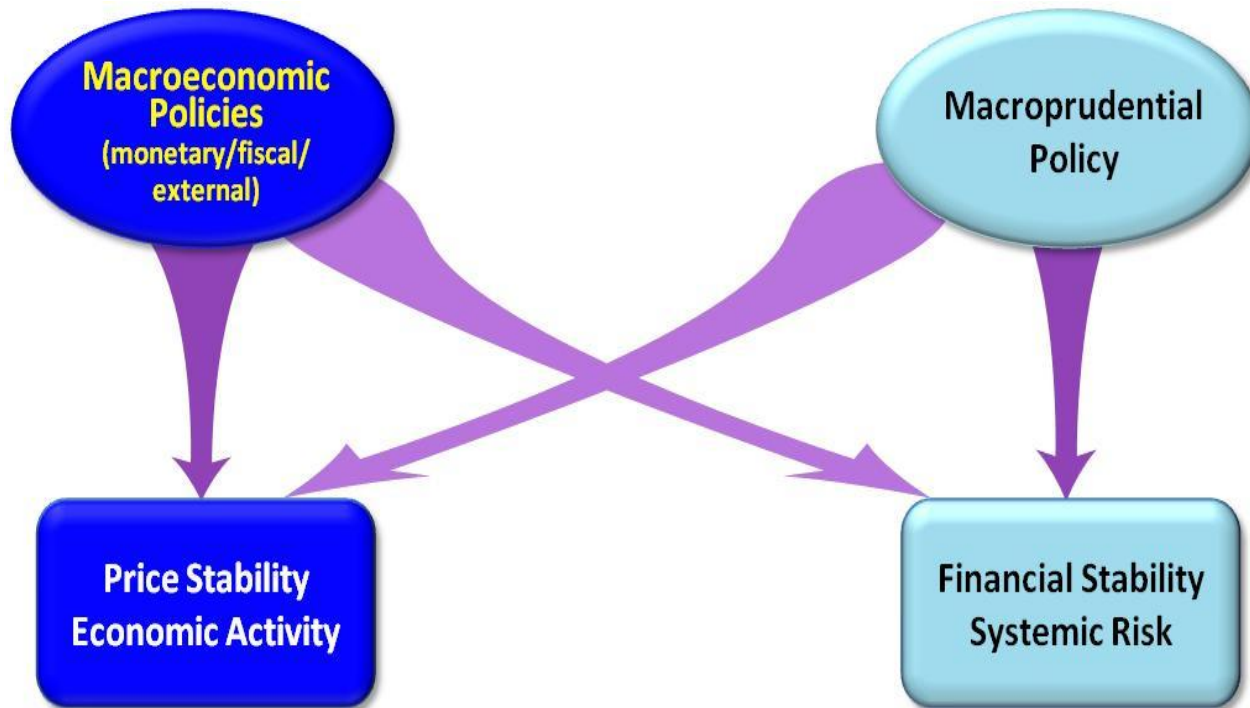 Macroeconomic
Policies
(monetary/fiscal/
external)
Macroprudential
Policy
Price Stability
Economic Activity
Financial Stability
Systemic Risk